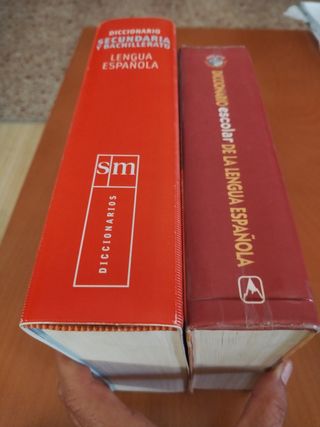 DICCIONARIO
SECUNDARIA
Y BACHILLERATO
LENGUA
ESPAÑOLA
sm
DICCIONARIOS
DICCIONARIO escolar DE LA LENGUA ESPAÑOLA